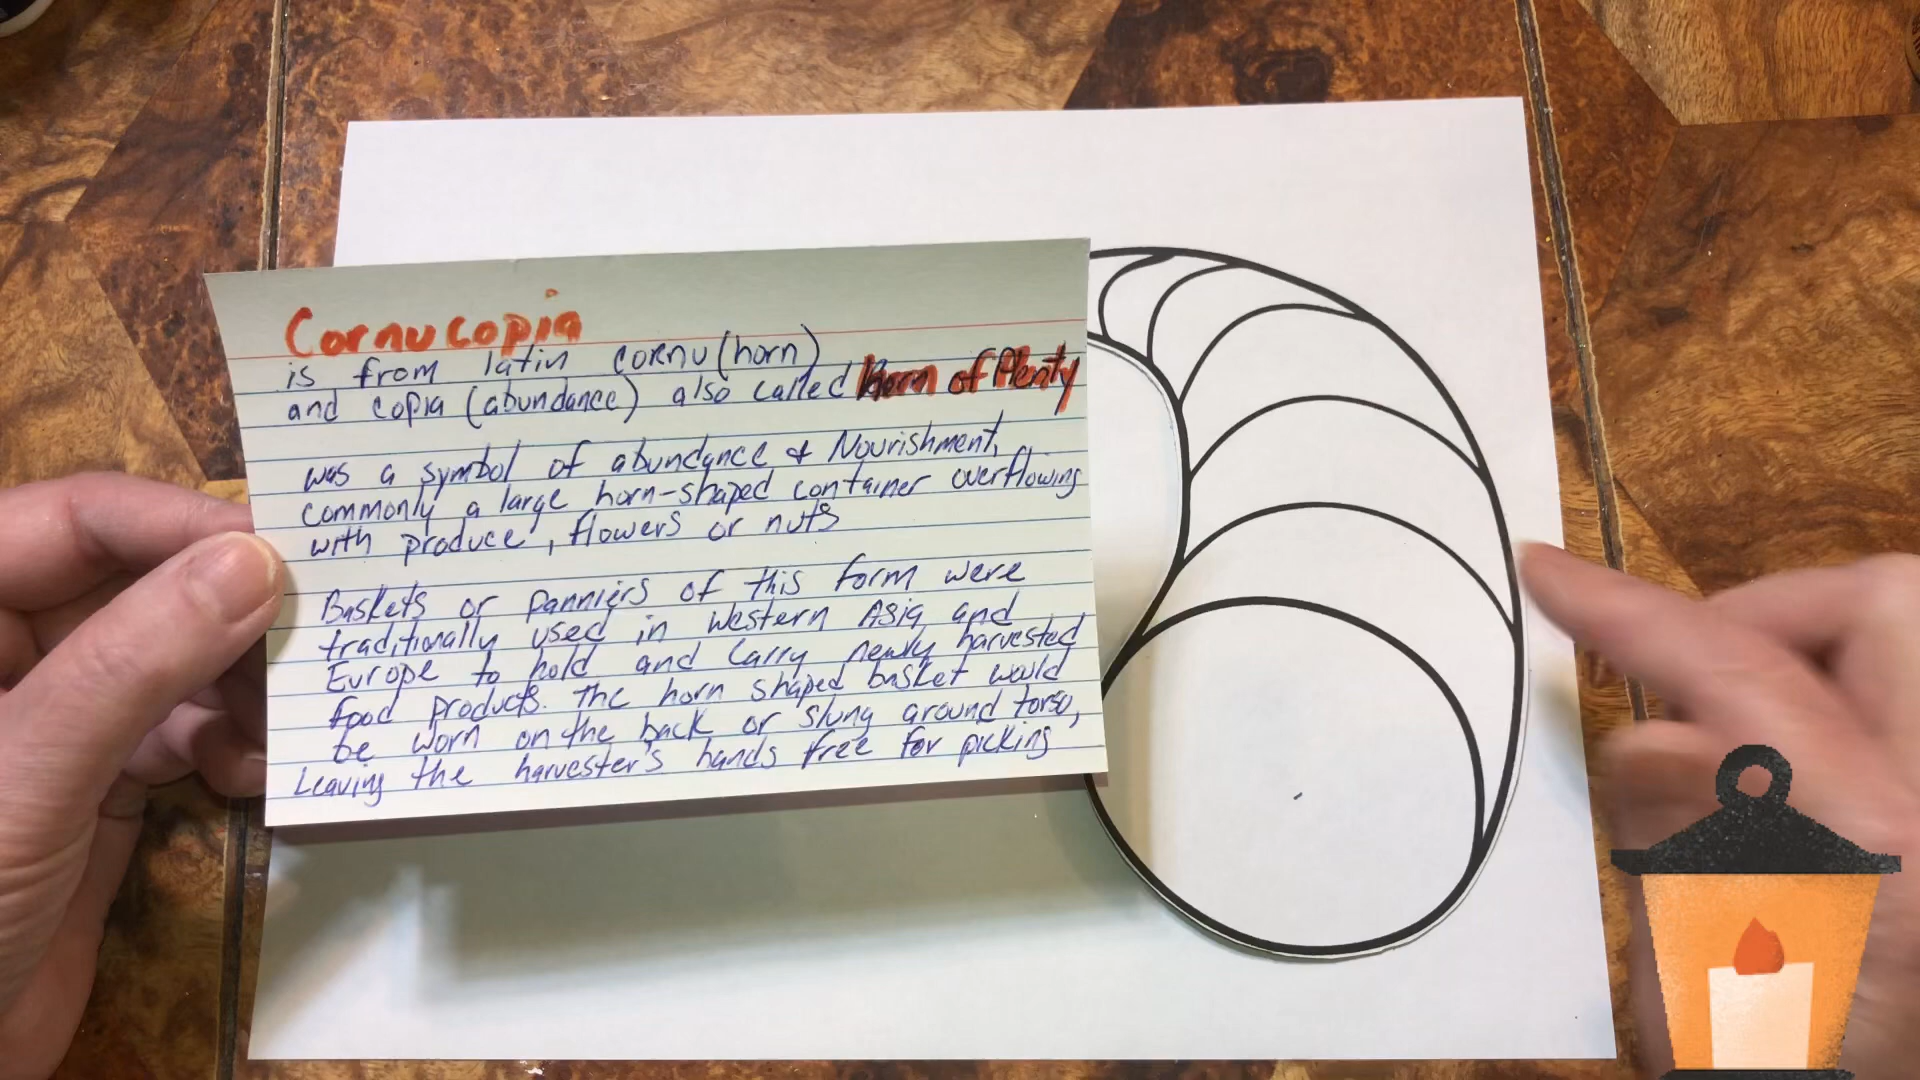 Cornucopia
is from latin cornu (horn)
and copia (abundance) also called Horn of Plenty
was a symbol of abundance & Nourishment,
commonly a large horn-shaped container overflowing
with produce, flowers or nuts
Baskets or panniers of this form were
traditionally used in Western Asia and
Europe to hold and carry newly harvested
food products. The horn shaped basket would
be worn on the back or slung around torso,
Leaving the harvester's hands free for picking